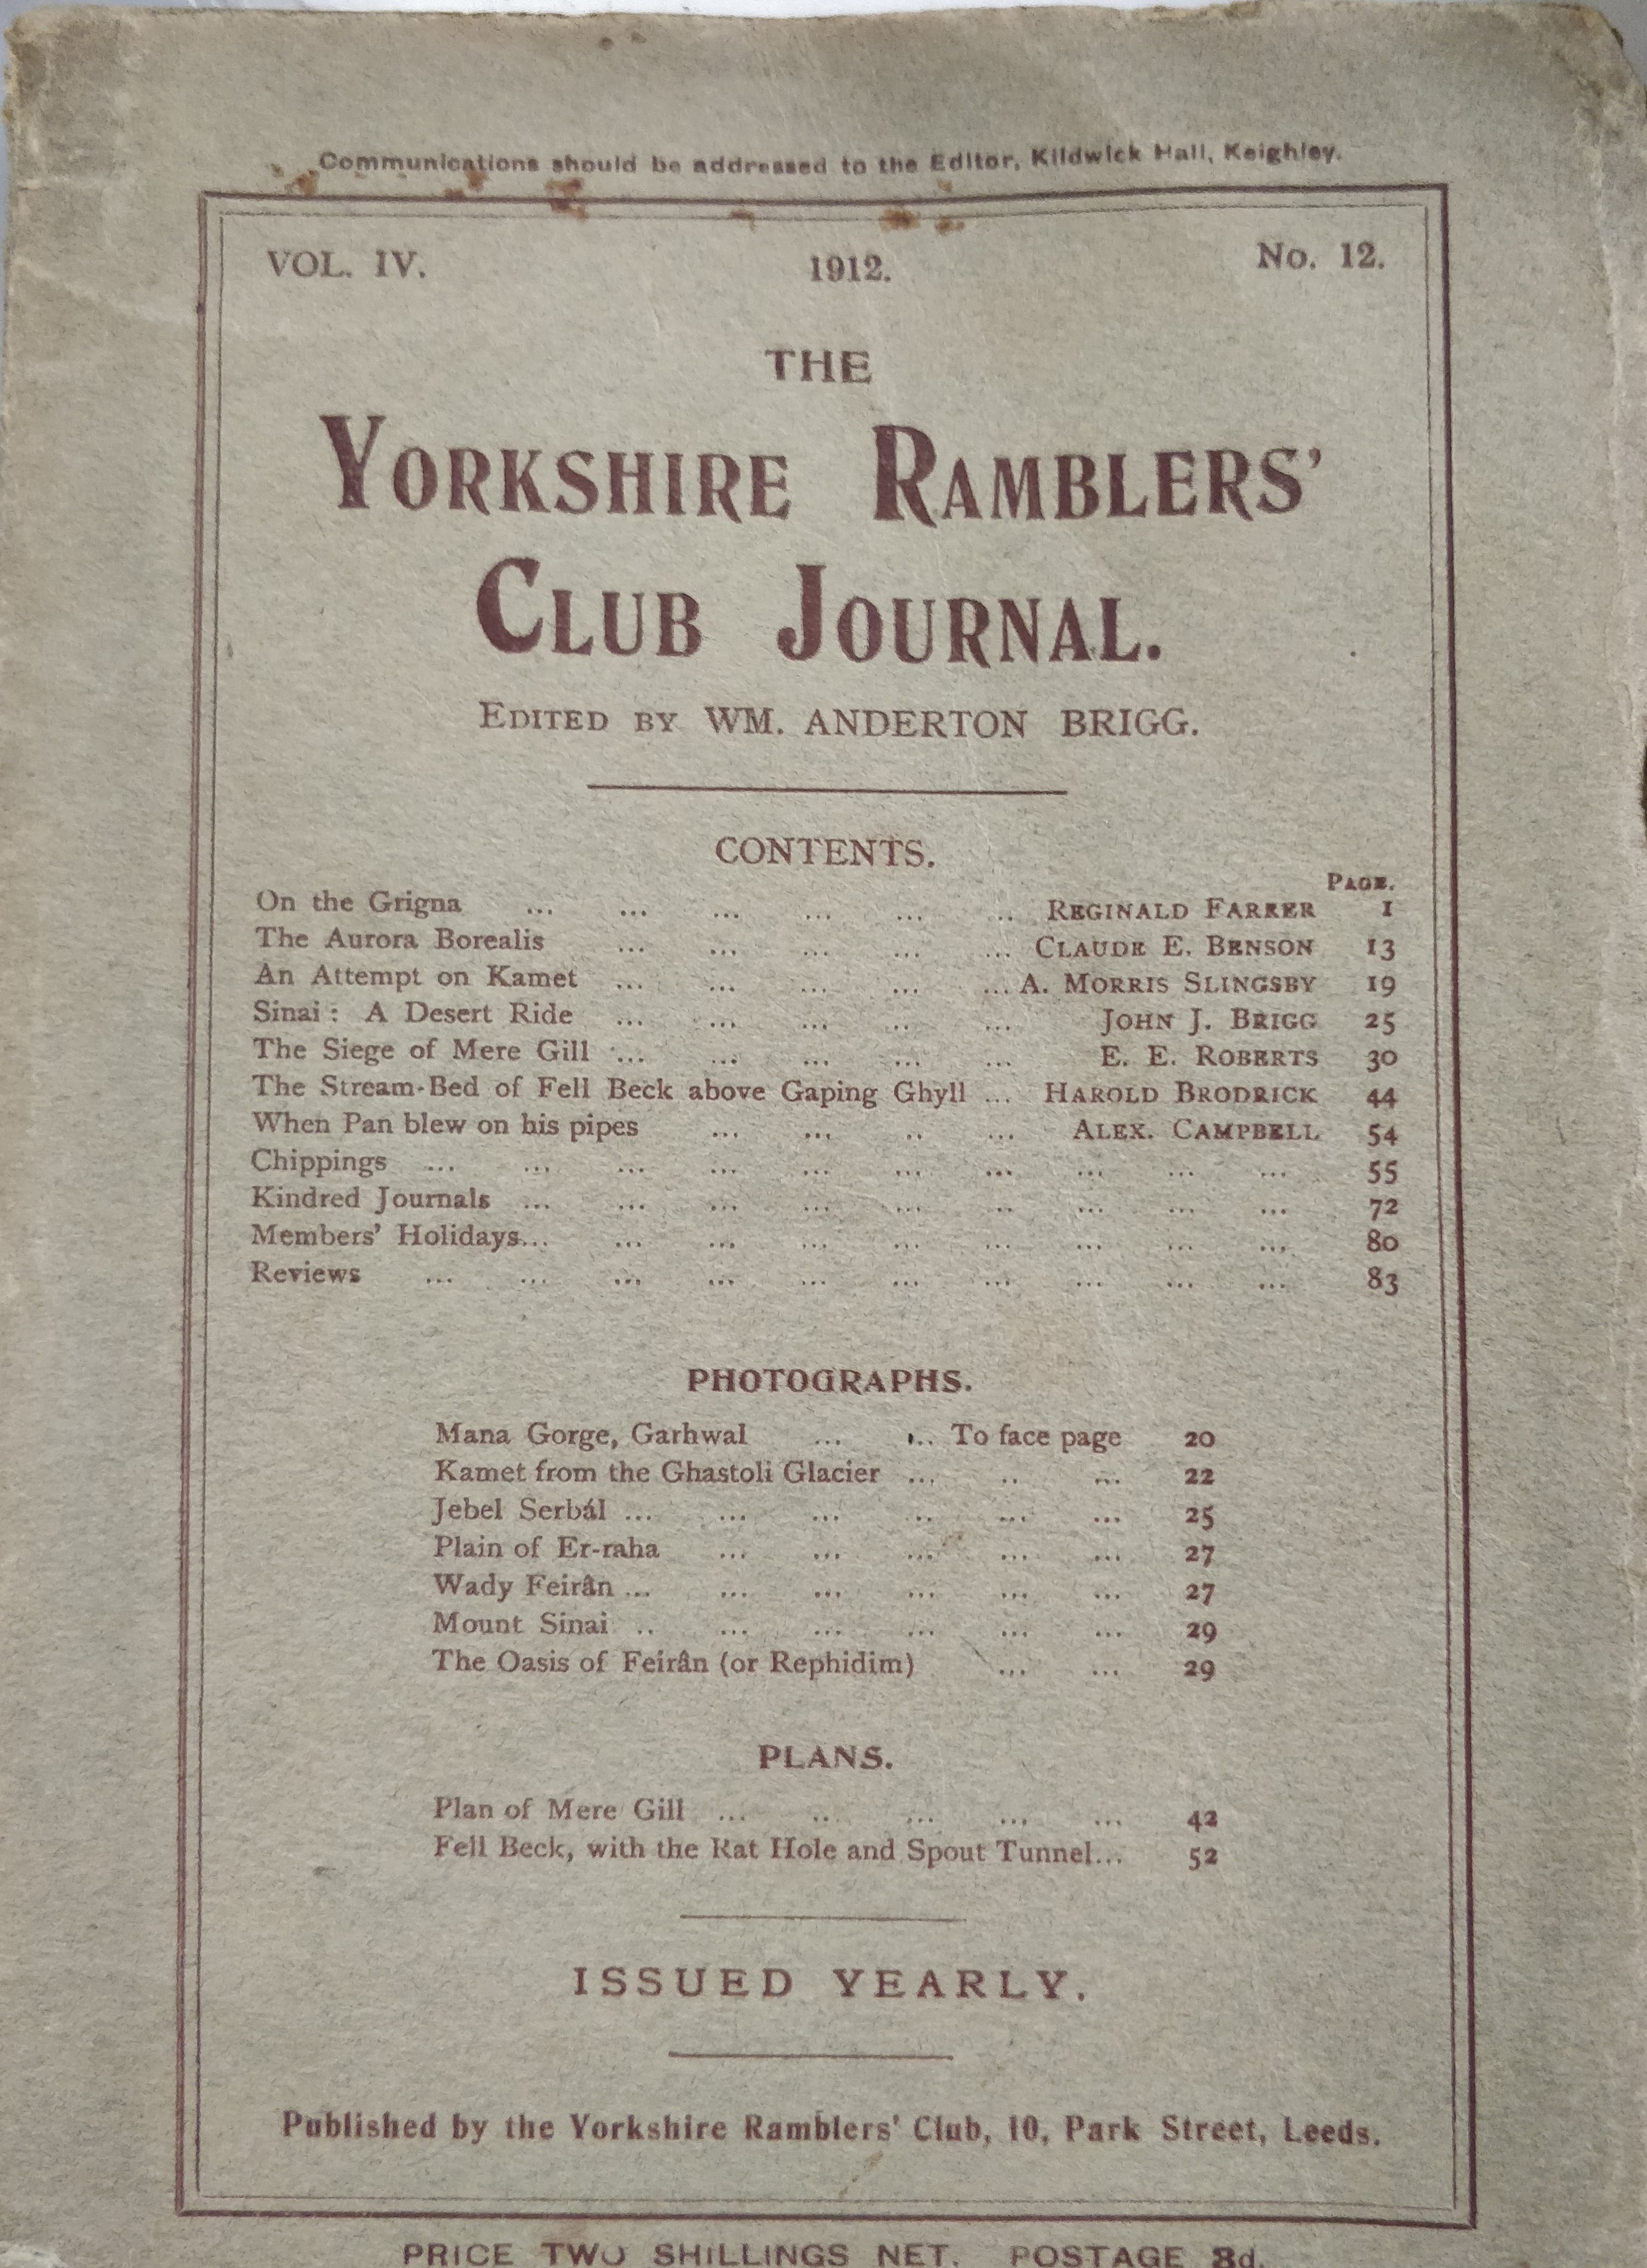 Communications should be addressed to the Editor, Kildwick Hall, Keighley.
VOL. IV. 1912. No. 12.
THE
YORKSHIRE RAMBLERS'
CLUB JOURNAL.
EDITED BY WM. ANDERTON BRIGG.
CONTENTS.
PAGE.
On the Grigna ... ... ... ... ... .. REGINALD FARRER 1
The Aurora Borealis ... ... ... ... ... CLAUDE E. BENSON 13
An Attempt on Kamet ... ... ... ... ... A. MORRIS SLINGSBY 19
Sinai: A Desert Ride ... ... ... .. ... JOHN J. BRIGG 25
The Siege of Mere Gill ... ... ... ... ... E. E. ROBERTS 30
The Stream-Bed of Fell Beck above Gaping Ghyll ... HAROLD BRODRICK 44
When Pan blew on his pipes ... ... .. ... ALEX. CAMPBELL 54
Chippings ... ... ... ... ... ... ... ... ... ... 55
Kindred Journals ... ... ... ... ... ... ... ... ... 72
Members' Holidays... ... ... ... ... ... ... ... ... 80
Reviews ... ... ... ... ... ... ... ... ... ... 83
PHOTOGRAPHS.
Mana Gorge, Garhwal ... ... To face page 20
Kamet from the Ghastoli Glacier ... .. ... 22
Jebel Serbál ... ... ... .. ... ... 25
Plain of Er-raha ... ... ... ... ... 27
Wady Feirân ... ... ... ... ... ... 27
Mount Sinai .. ... ... ... ... ... 29
The Oasis of Feirân (or Rephidim) ... ... 29
PLANS.
Plan of Mere Gill ... .. ... ... ... 42
Fell Beck, with the Rat Hole and Spout Tunnel... 52
ISSUED YEARLY.
Published by the Yorkshire Ramblers' Club, 10, Park Street, Leeds.
PRICE TWO SHILLINGS NET. POSTAGE 3d.